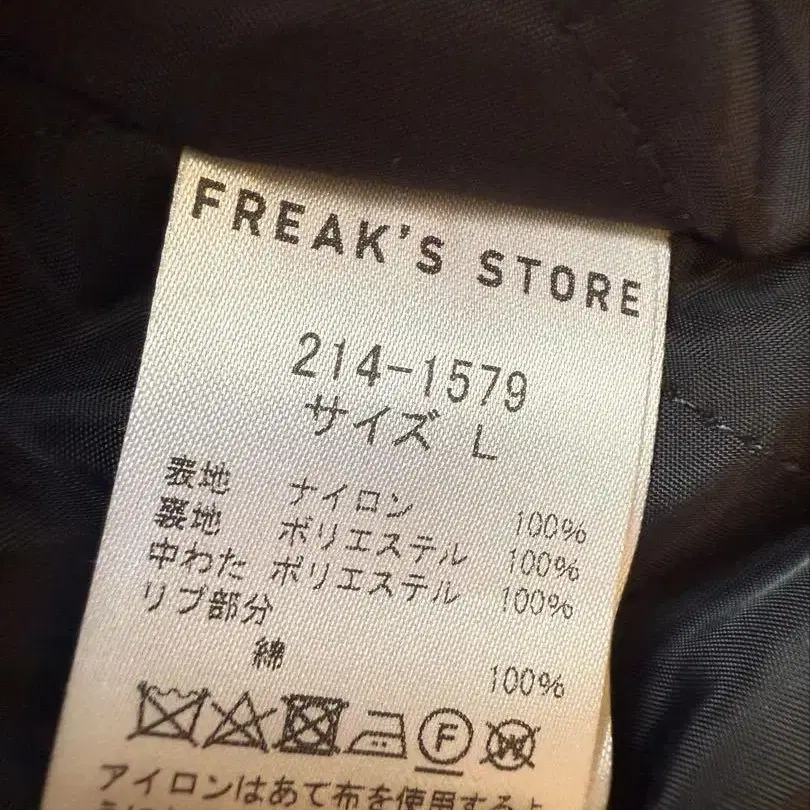 FREAK'S STORE
214-1579
サイズ L
表地 ナイロン 100%
裏地 ポリエステル 100%
中わた ポリエステル 100%
リブ部分
綿 100%
F W
アイロンはあて布を使用するよ